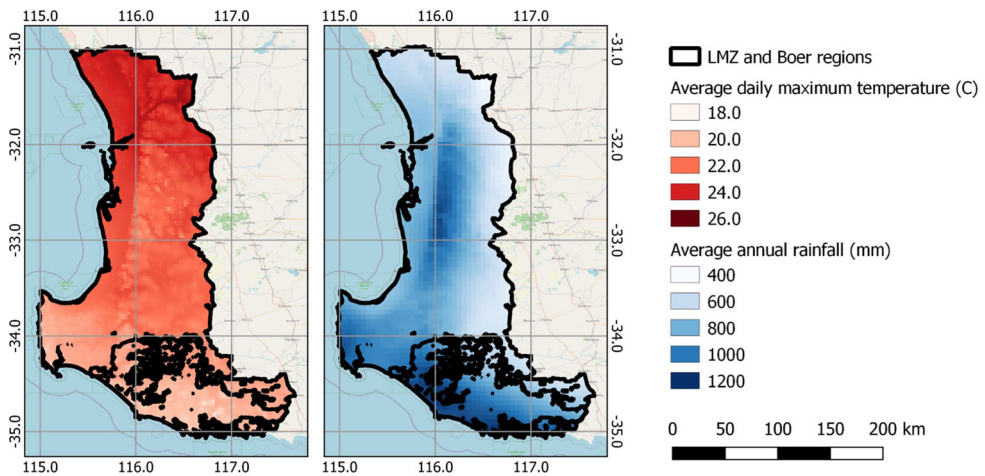 115.0 116.0 117.0 115.0 116.0 117.0
-31.0 -31.0
-32.0 -32.0
-33.0 -33.0
-34.0 -34.0
-35.0 -35.0
115.0 116.0 117.0 115.0 116.0 117.0
LMZ and Boer regions
Average daily maximum temperature (C)
18.0
20.0
22.0
24.0
26.0
Average annual rainfall (mm)
400
600
800
1000
1200
0 50 100 150 200 km